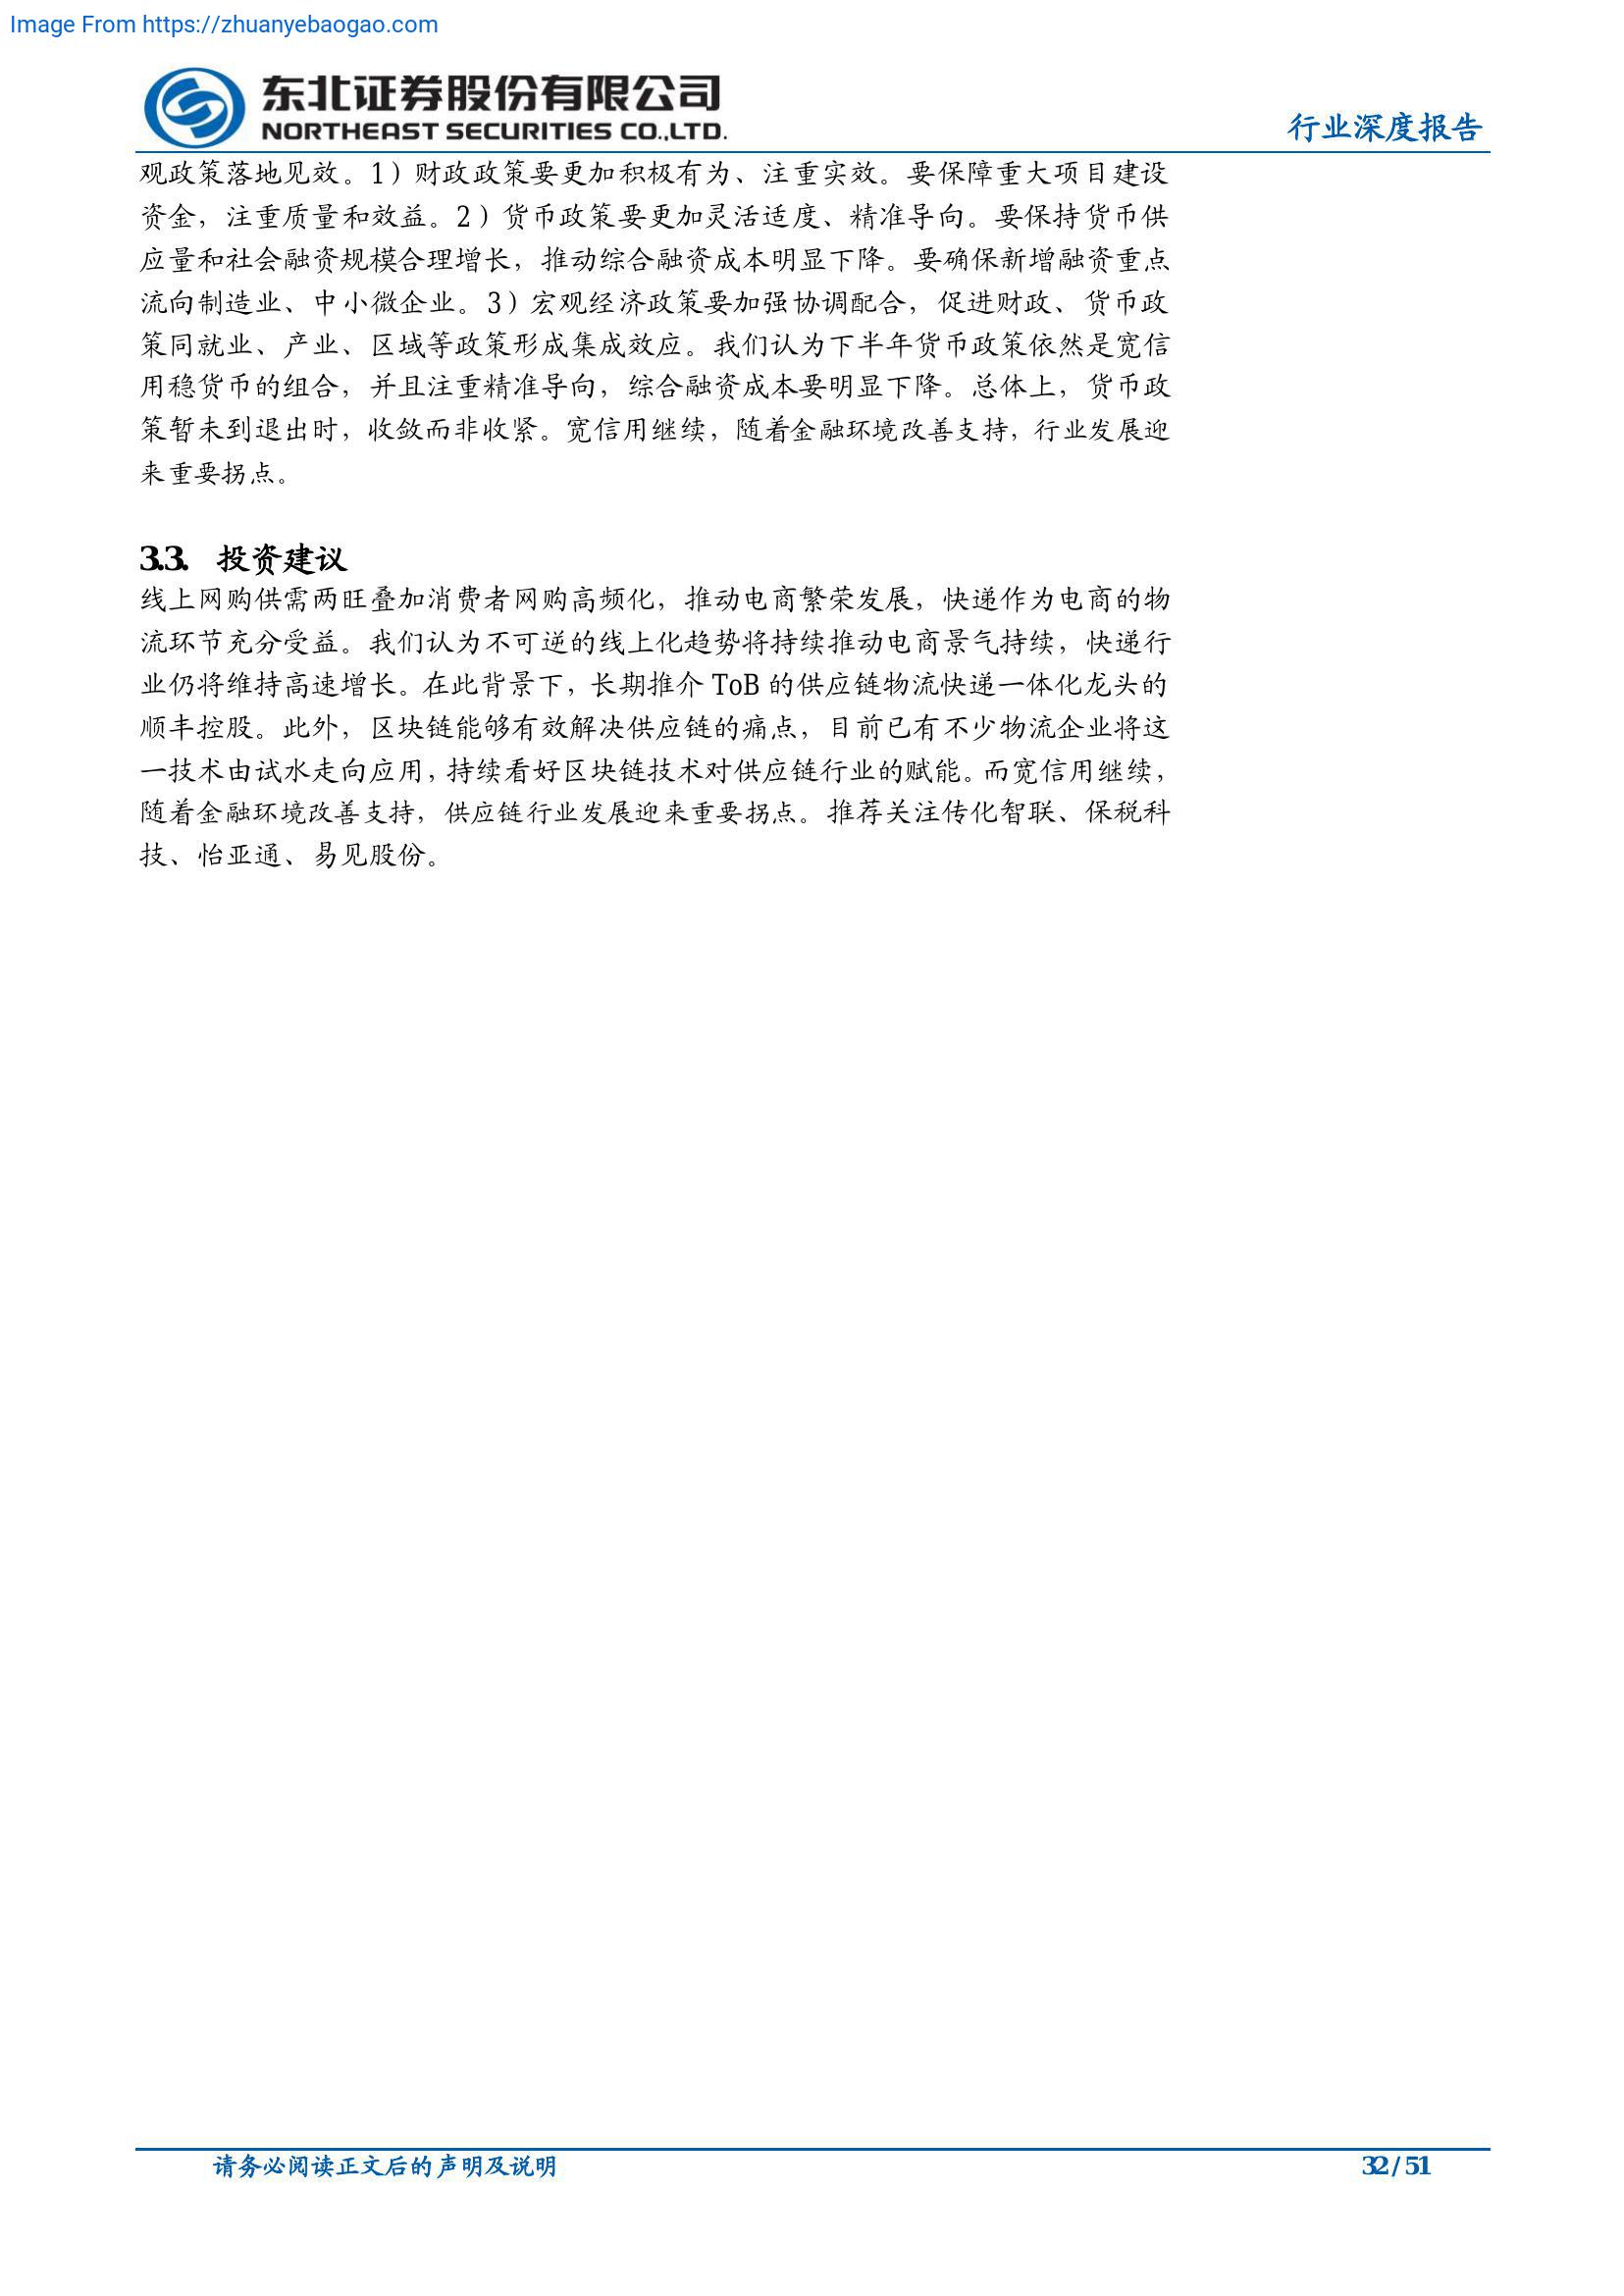 Image From https://zhuanyebaogao.com
东北证券股份有限公司
NORTHEAST SECURITIES CO.,LTD.
行业深度报告
观政策落地见效。1）财政政策要更加积极有为、注重实效。要保障重大项目建设
资金，注重质量和效益。2）货币政策要更加灵活适度、精准导向。要保持货币供
应量和社会融资规模合理增长，推动综合融资成本明显下降。要确保新增融资重点
流向制造业、中小微企业。3）宏观经济政策要加强协调配合，促进财政、货币政
策同就业、产业、区域等政策形成集成效应。我们认为下半年货币政策依然是宽信
用稳货币的组合，并且注重精准导向，综合融资成本要明显下降。总体上，货币政
策暂未到退出时，收敛而非收紧。宽信用继续，随着金融环境改善支持，行业发展迎
来重要拐点。
3.3. 投资建议
线上网购供需两旺叠加消费者网购高频化，推动电商繁荣发展，快递作为电商的物
流环节充分受益。我们认为不可逆的线上化趋势将持续推动电商景气持续，快递行
业仍将维持高速增长。在此背景下，长期推介 ToB 的供应链物流快递一体化龙头的
顺丰控股。此外，区块链能够有效解决供应链的痛点，目前已有不少物流企业将这
一技术由试水走向应用，持续看好区块链技术对供应链行业的赋能。而宽信用继续，
随着金融环境改善支持，供应链行业发展迎来重要拐点。推荐关注传化智联、保税科
技、怡亚通、易见股份。
请务必阅读正文后的声明及说明
32 / 51